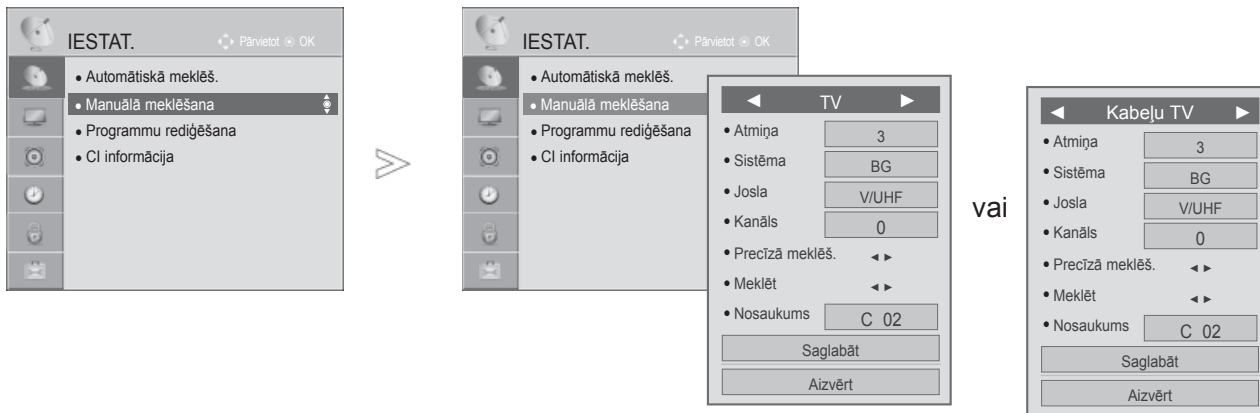 IESTAT.
Pārvietot OK
• Automātiskā meklēš.
• Manuālā meklēšana
• Programmu rediģēšana
• CI informācija
IESTAT.
Pārvietot OK
• Automātiskā meklēš.
• Manuālā meklēšana
• Programmu rediģēšana
• CI informācija
◄ TV ►
• Atmiņa 3
• Sistēma BG
• Josla V/UHF
• Kanāls 0
• Precīzā meklēš. ◄ ►
• Meklēt ◄ ►
• Nosaukums C 02
Saglabāt
Aizvērt
vai
◄ Kabeļu TV ►
• Atmiņa 3
• Sistēma BG
• Josla V/UHF
• Kanāls 0
• Precīzā meklēš. ◄ ►
• Meklēt ◄ ►
• Nosaukums C 02
Saglabāt
Aizvērt